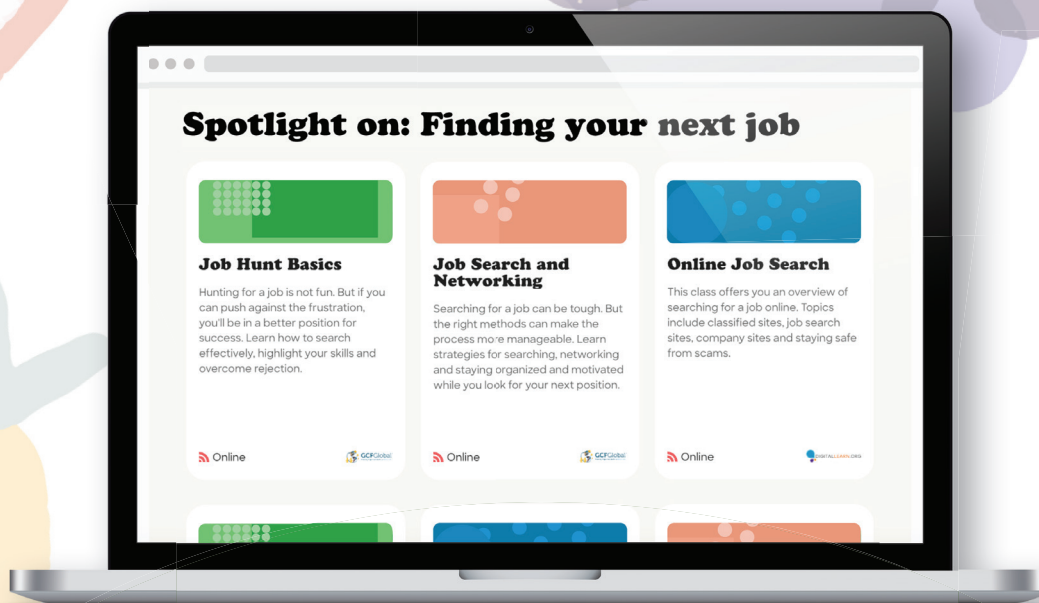 Spotlight on: Finding your next job
Job Hunt Basics
Hunting for a job is not fun. But if you
can push against the frustration,
you'll be in a better position for
success. Learn how to search
effectively, highlight your skills and
overcome rejection.
Online
GCFGlobal
Job Search and
Networking
Searching for a job can be tough. But
the right methods can make the
process more manageable. Learn
strategies for searching, networking
and staying organized and motivated
while you look for your next position.
Online
GCFGlobal
Online Job Search
This class offers you an overview of
searching for a job online. Topics
include classified sites, job search
sites, company sites and staying safe
from scams.
Online
DIGITALLEARN.ORG